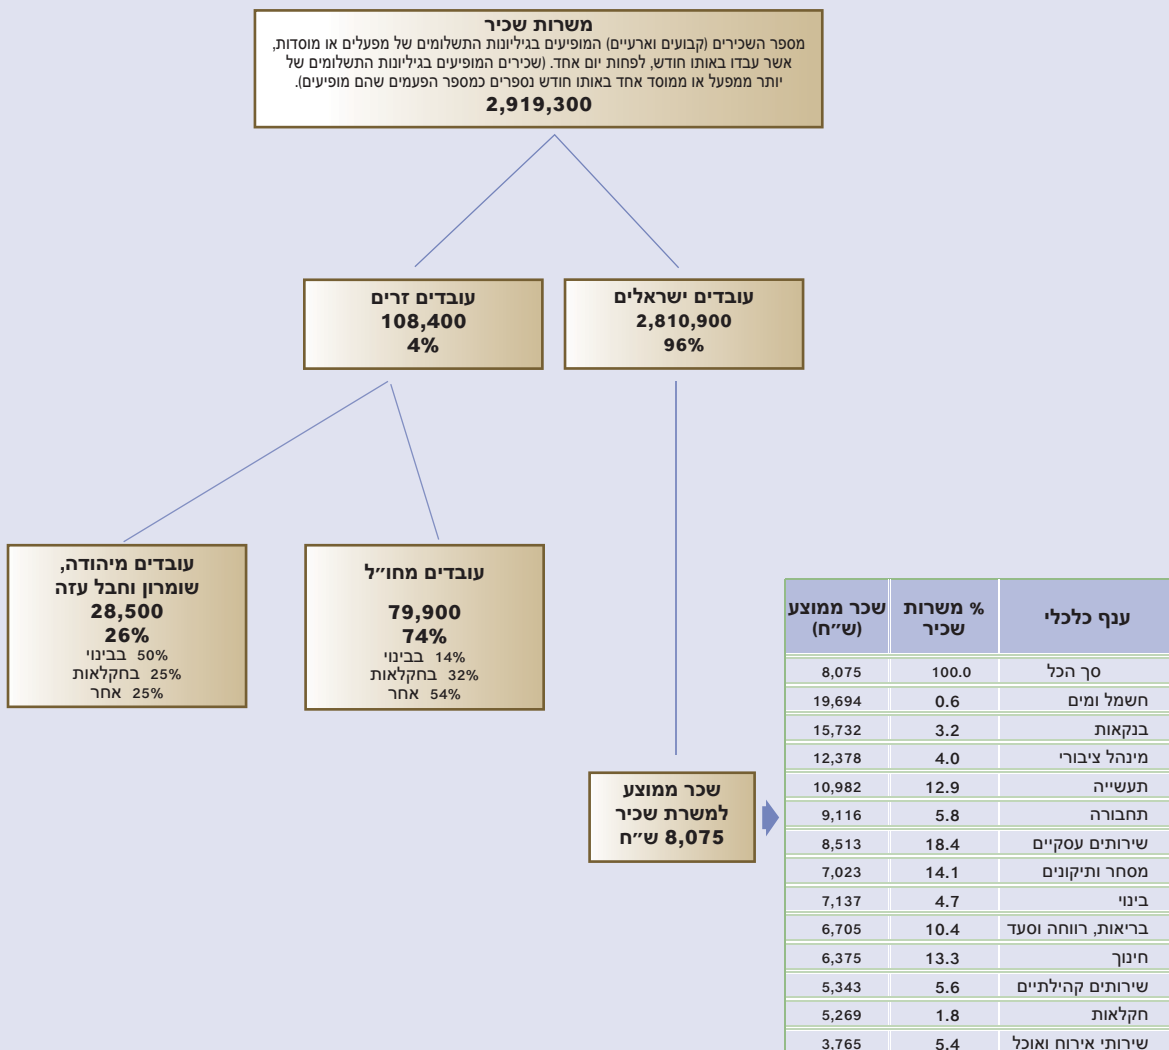 משרות שכיר
מספר השכירים (קבועים וארעיים) המופיעים בגיליונות התשלומים של מפעלים או מוסדות,
אשר עבדו באותו חודש, לפחות יום אחד. (שכירים המופיעים בגיליונות התשלומים של
יותר ממפעל או ממוסד אחד באותו חודש נספרים כמספר הפעמים שהם מופיעים).
2,919,300
עובדים ישראלים
2,810,900
96%
עובדים זרים
108,400
4%
עובדים מחו״ל
79,900
74%
14% בבינוי
32% בחקלאות
54% אחר
עובדים מיהודה,
שומרון וחבל עזה
28,500
26%
50% בבינוי
25% בחקלאות
25% אחר
שכר ממוצע
למשרת שכיר
8,075 ש״ח
ענף כלכלי % משרות שכיר שכר ממוצע (ש״ח)
סך הכל 100.0 8,075
חשמל ומים 0.6 19,694
בנקאות 3.2 15,732
מינהל ציבורי 4.0 12,378
תעשייה 12.9 10,982
תחבורה 5.8 9,116
שירותים עסקיים 18.4 8,513
מסחר ותיקונים 14.1 7,023
בינוי 4.7 7,137
בריאות, רווחה וסעד 10.4 6,705
חינוך 13.3 6,375
שירותים קהילתיים 5.6 5,343
חקלאות 1.8 5,269
שירותי אירוח ואוכל 5.4 3,765